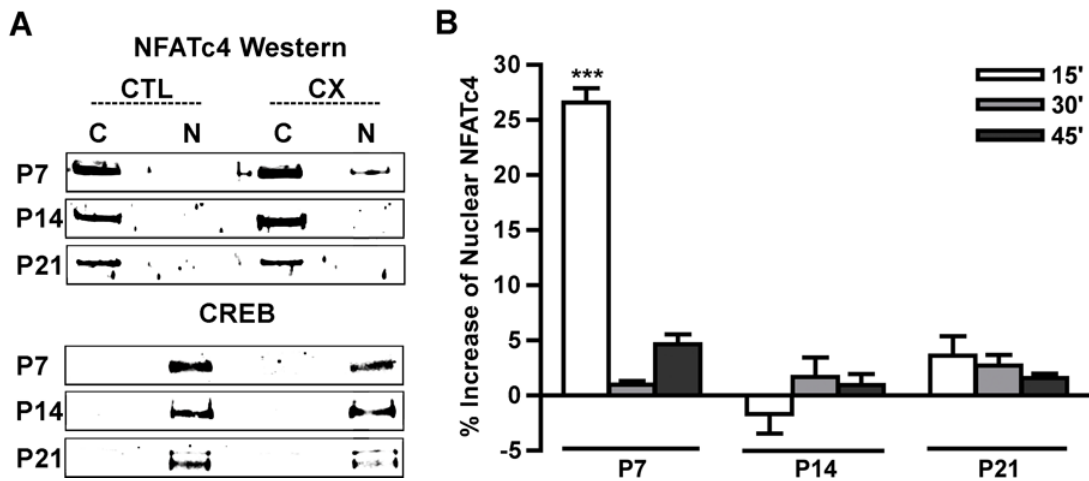 A
NFATc4 Western
CTL CX
C N C N
P7
P14
P21
CREB
P7
P14
P21
B
% Increase of Nuclear NFATc4
30
25
20
15
10
5
0
-5
***
15'
30'
45'
P7 P14 P21